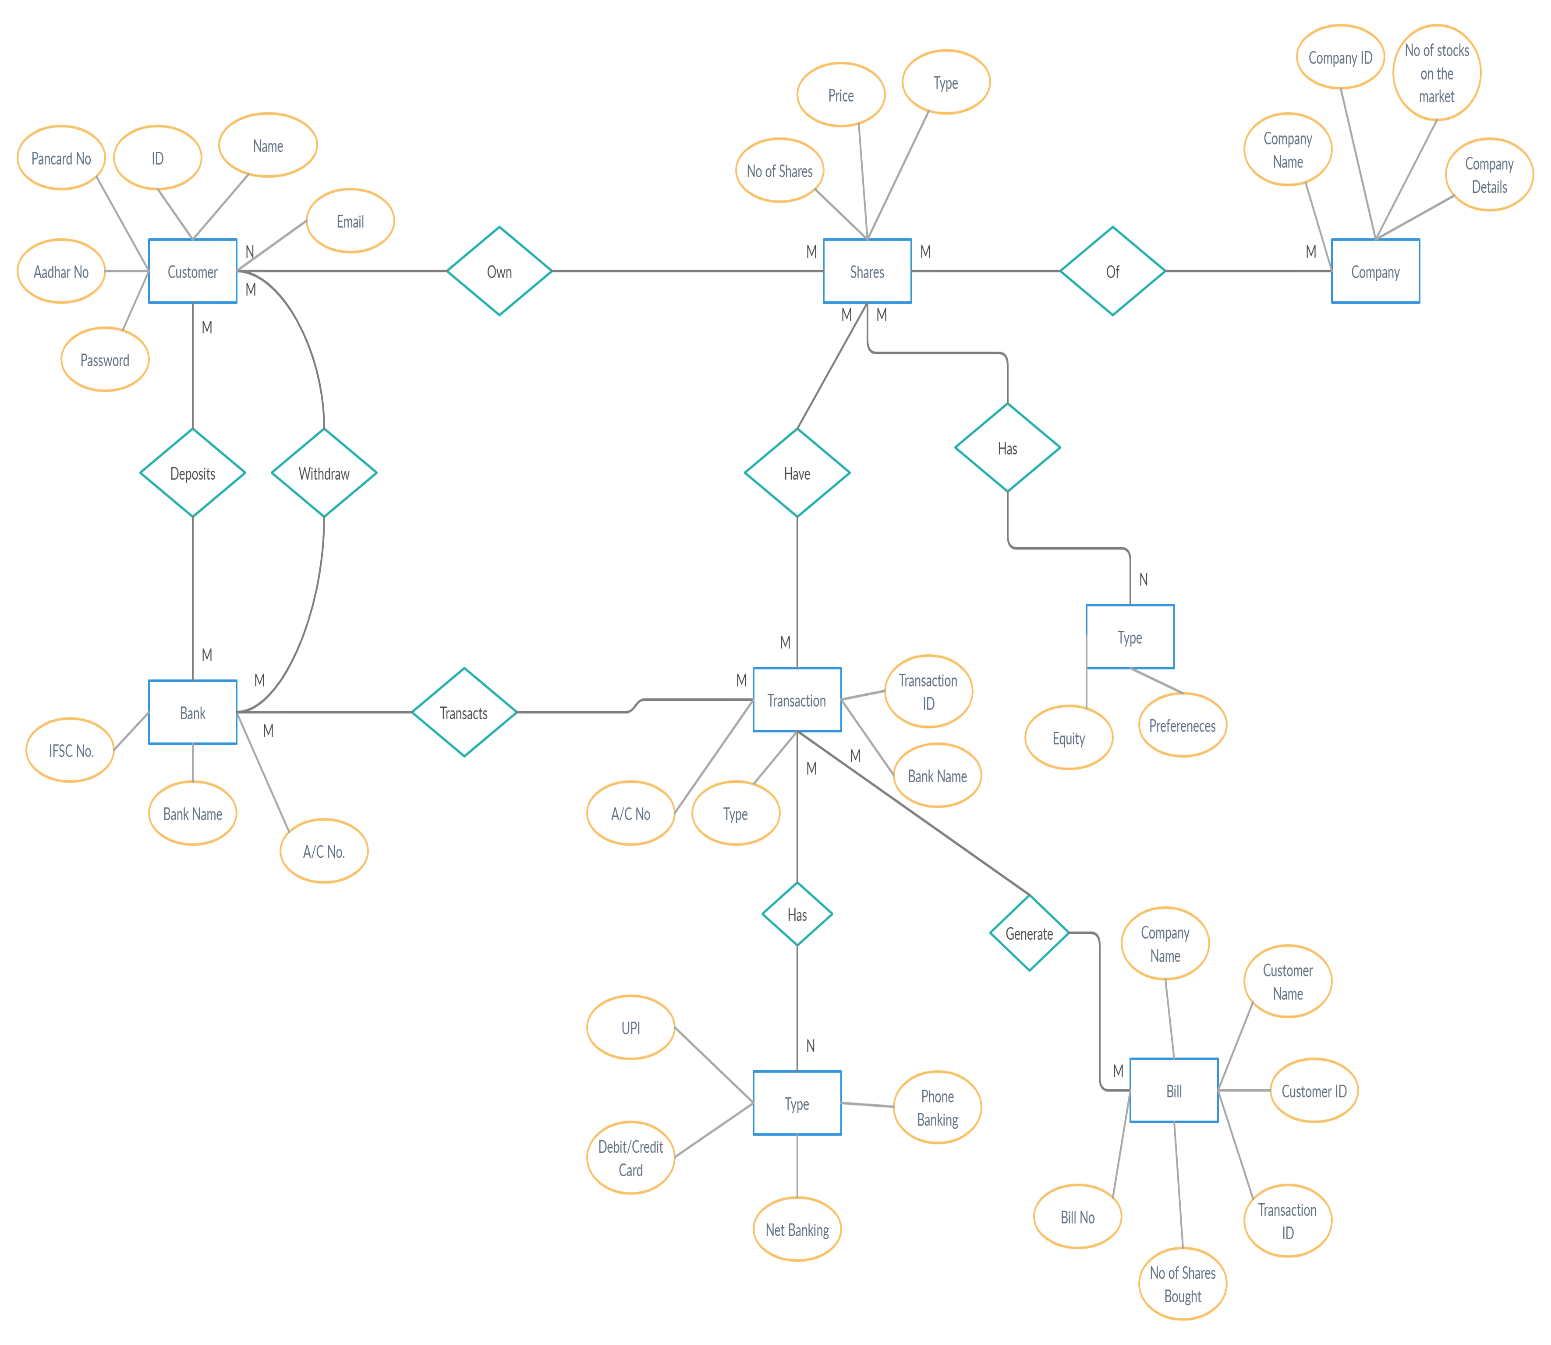 Company ID
No of stocks
on the
market
Price
Type
Pancard No
ID
Name
Company
Name
No of Shares
Company
Details
Email
N
M
M
M
Aadhar No
Customer
Own
Shares
Of
Company
M
M
M
M
Password
Has
Deposits
Withdraw
Have
N
Type
M
M
M
M
M
Transaction
ID
Bank
Transacts
Transaction
M
IFSC No.
Equity
Prefereneces
M
M
Bank Name
Bank Name
A/C No
Type
A/C No.
Has
Generate
Company
Name
Customer
Name
UPI
N
M
Type
Phone
Banking
Bill
Customer ID
Debit/Credit
Card
Net Banking
Bill No
Transaction
ID
No of Shares
Bought